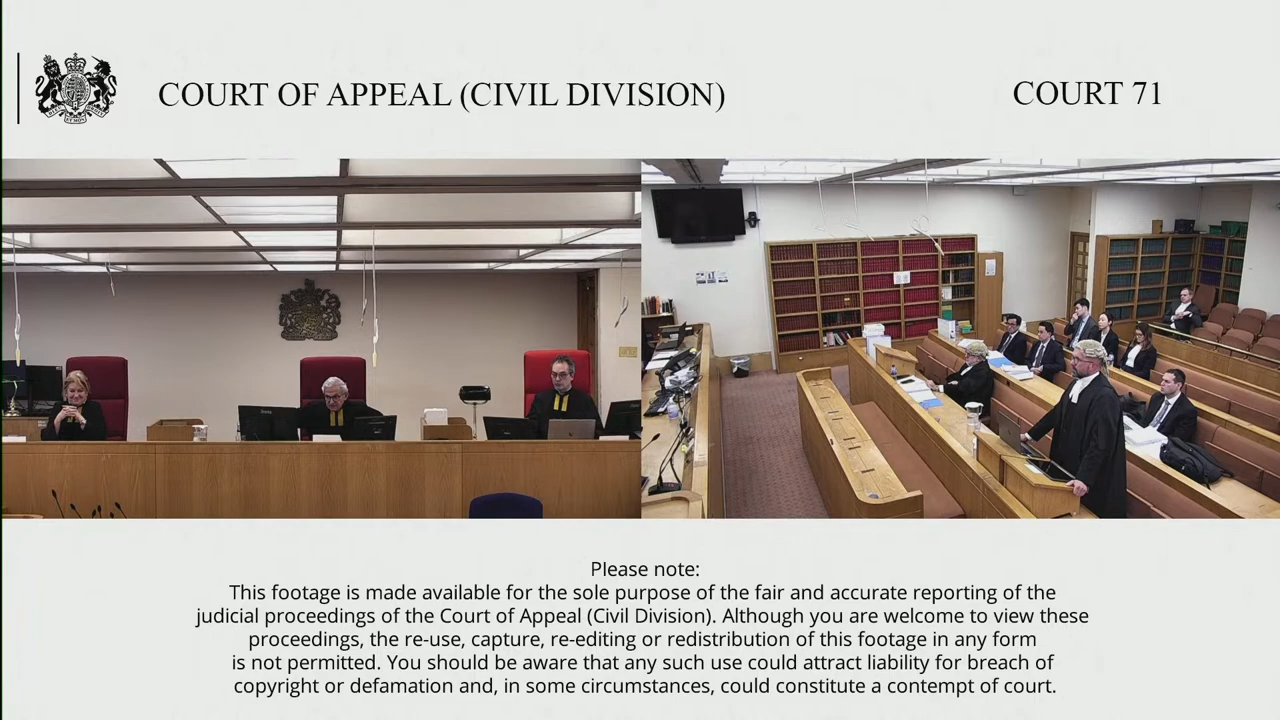 COURT OF APPEAL (CIVIL DIVISION)
COURT 71
Please note:
This footage is made available for the sole purpose of the fair and accurate reporting of the
judicial proceedings of the Court of Appeal (Civil Division). Although you are welcome to view these
proceedings, the re-use, capture, re-editing or redistribution of this footage in any form
is not permitted. You should be aware that any such use could attract liability for breach of
copyright or defamation and, in some circumstances, could constitute a contempt of court.